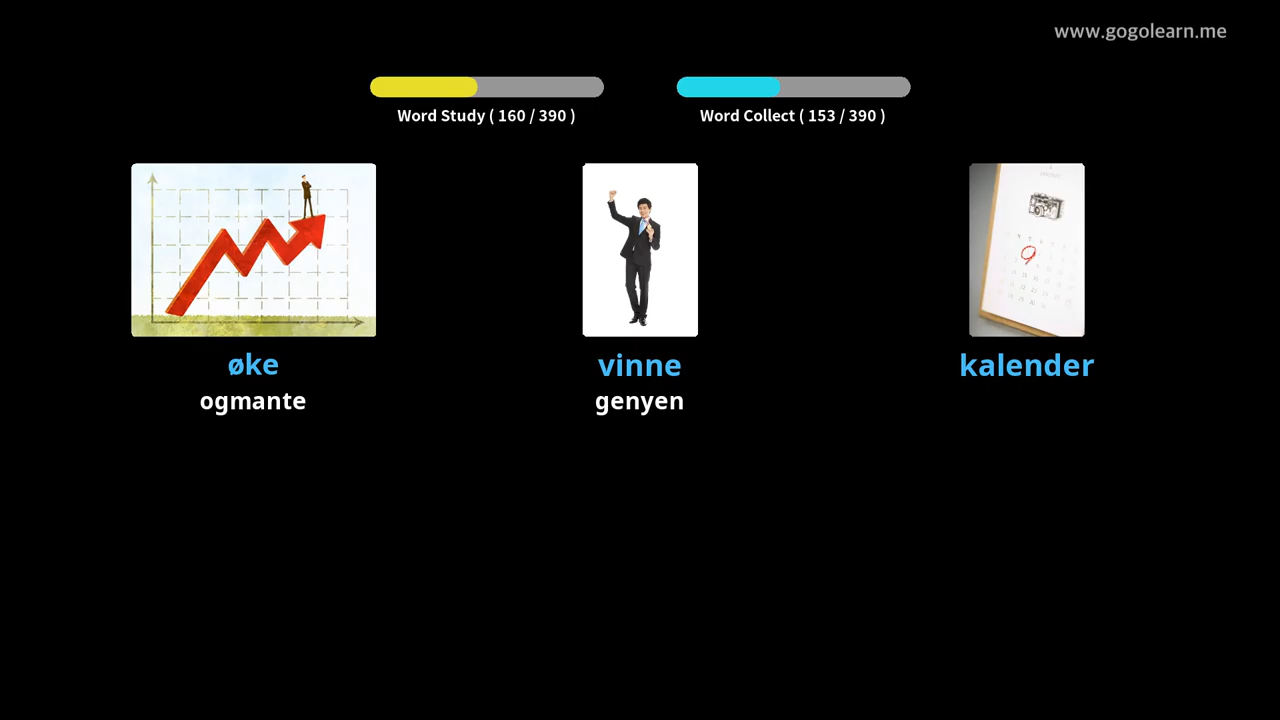 www.gogolearn.me
Word Study ( 160 / 390 )
Word Collect ( 153 / 390 )
øke
vinne
kalender
ogmante
genyen